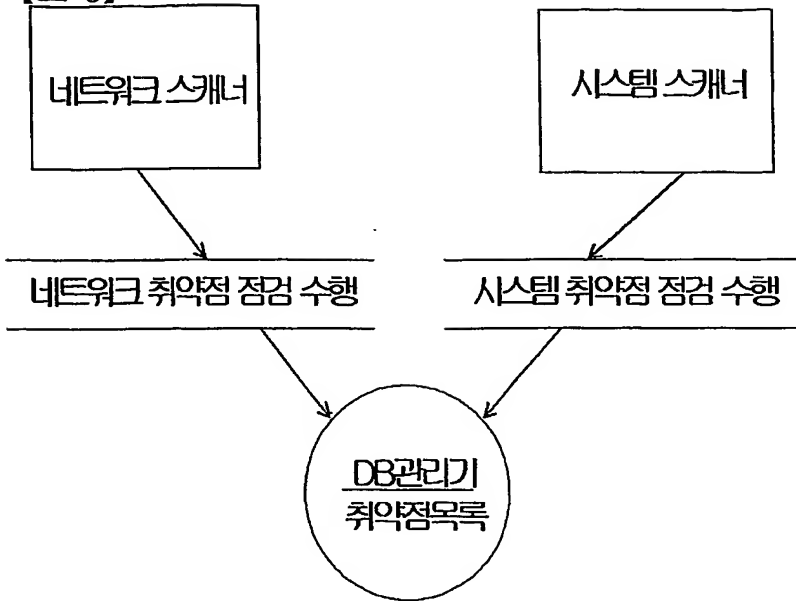 네트워크 스캐너
시스템 스캐너
네트워크 취약점 점검 수행
시스템 취약점 점검 수행
DB관리기
취약점목록